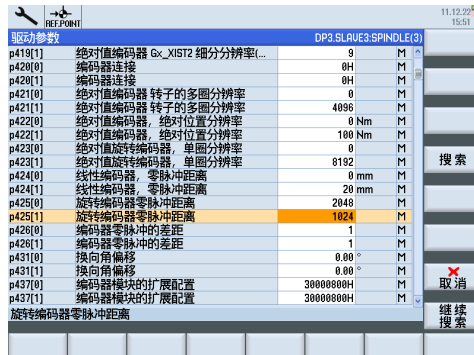 REF.POINT
11.12.22
15:51
驱动参数 DP3.SLAVE3:SPINDLE(3)
p419[1] 绝对值编码器 Gx_XIST2 细分分辨率(... 9 M
p420[0] 编码器连接 0H M
p420[1] 编码器连接 0H M
p421[0] 绝对值编码器 转子的多圈分辨率 0 M
p421[1] 绝对值编码器 转子的多圈分辨率 4096 M
p422[0] 绝对值编码器，绝对位置分辨率 0 Nm M
p422[1] 绝对值编码器，绝对位置分辨率 100 Nm M
p423[0] 绝对值旋转编码器，单圈分辨率 0 M
p423[1] 绝对值旋转编码器，单圈分辨率 8192 M
p424[0] 线性编码器，零脉冲距离 0 mm M
p424[1] 线性编码器，零脉冲距离 20 mm M
p425[0] 旋转编码器零脉冲距离 2048 M
p425[1] 旋转编码器零脉冲距离 1024 M
p426[0] 编码器零脉冲的差距 1 M
p426[1] 编码器零脉冲的差距 1 M
p431[0] 换向角偏移 0.00 ° M
p431[1] 换向角偏移 0.00 ° M
p437[0] 编码器模块的扩展配置 30000800H M
p437[1] 编码器模块的扩展配置 30000800H M
旋转编码器零脉冲距离
搜索
取消
继续
搜索